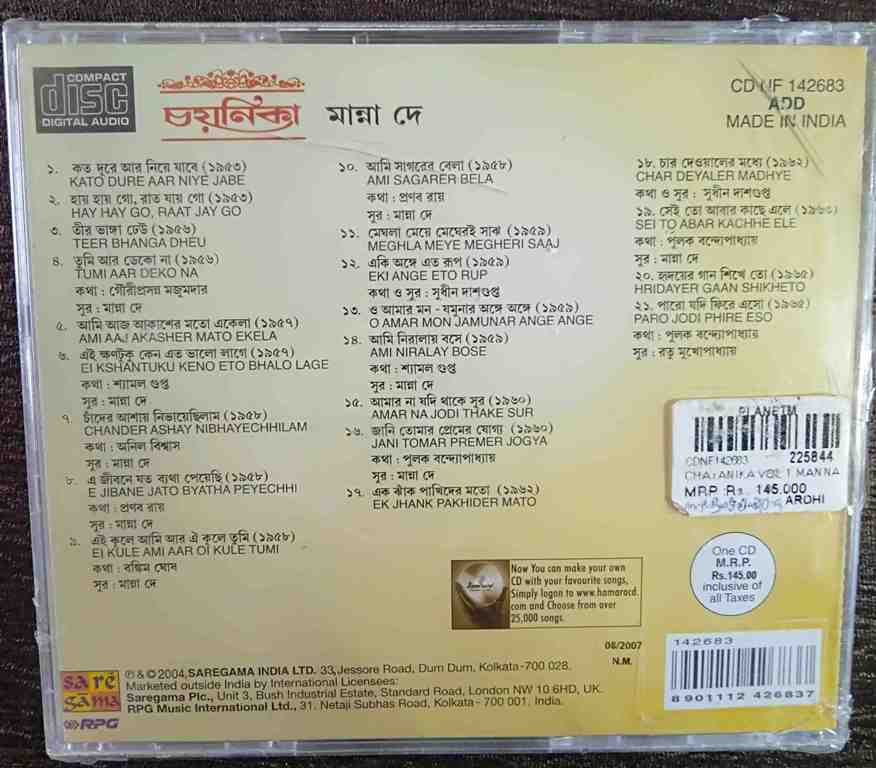 COMPACT
disc
DIGITAL AUDIO
চয়নিকা
মান্না দে
CD NF 142683
ADD
MADE IN INDIA
১. কত দূরে আর নিয়ে যাবে (১৯৫৩)
KATO DURE AAR NIYE JABE
২. হায় হায় গো, রাত যায় গো (১৯৫৩)
HAY HAY GO, RAAT JAY GO
৩. তীর ভাঙ্গা ঢেউ (১৯৫৬)
TEER BHANGA DHEU
৪. তুমি আর ডেকো না (১৯৫৬)
TUMI AAR DEKO NA
কথা : গৌরীপ্রসন্ন মজুমদার
সুর : মান্না দে
৫. আমি আজ আকাশের মতো একেলা (১৯৫৭)
AMI AAJ AKASHER MATO EKELA
৬. এই ক্ষণটুকু কেন এত ভালো লাগে (১৯৫৭)
EI KSHANTUKU KENO ETO BHALO LAGE
কথা : শ্যামল গুপ্ত
সুর : মান্না দে
৭. চাঁদের আশায় নিভায়েছিলাম (১৯৫৮)
CHANDER ASHAY NIBHAYECHHILAM
কথা : অনিল বিশ্বাস
সুর : মান্না দে
৮. এ জীবনে যত ব্যথা পেয়েছি (১৯৫৮)
E JIBANE JATO BYATHA PEYECHHI
কথা : প্রণব রায়
সুর : মান্না দে
৯. এই কূলে আমি আর ঐ কূলে তুমি (১৯৫৮)
EI KULE AMI AAR OI KULE TUMI
কথা : বঙ্কিম ঘোষ
সুর : মান্না দে
১০. আমি সাগরের বেলা (১৯৫৮)
AMI SAGARER BELA
কথা : প্রণব রায়
সুর : মান্না দে
১১. মেঘলা মেয়ে মেঘেরই সাঝ (১৯৫৯)
MEGHLA MEYE MEGHERI SAAJ
১২. একি অঙ্গে এত রূপ (১৯৫৯)
EKI ANGE ETO RUP
কথা ও সুর : সুধীন দাশগুপ্ত
১৩. ও আমার মন - যমুনার অঙ্গে অঙ্গে (১৯৫৯)
O AMAR MON JAMUNAR ANGE ANGE
১৪. আমি নিরালায় বসে (১৯৫৯)
AMI NIRALAY BOSE
কথা : শ্যামল গুপ্ত
সুর : মান্না দে
১৫. আমার না যদি থাকে সুর (১৯৬০)
AMAR NA JODI THAKE SUR
১৬. জানি তোমার প্রেমের যোগ্য (১৯৬০)
JANI TOMAR PREMER JOGYA
কথা : পুলক বন্দ্যোপাধ্যায়
সুর : মান্না দে
১৭. এক ঝাঁক পাখিদের মতো (১৯৬২)
EK JHANK PAKHIDER MATO
১৮. চার দেওয়ালের মধ্যে (১৯৬২)
CHAR DEYALER MADHYE
কথা ও সুর : সুধীন দাশগুপ্ত
১৯. সেই তো আবার কাছে এলে
SEI TO ABAR KACHHE ELE
কথা : পুলক বন্দ্যোপাধ্যায়
সুর : মান্না দে
২০. হৃদয়ের গান শিখে তো (১৯৬৫)
HRIDAYER GAAN SHIKHETO
২১. পারো যদি ফিরে এসো (১৯৬৫)
PARO JODI PHIRE ESO
কথা : পুলক বন্দ্যোপাধ্যায়
সুর : রতু মুখোপাধ্যায়
PLANETM
CDNF142683 225844
CHAYANIKA VOL 1 MANNA
MRP :Rs. 145.000
AROHI
One CD
M.R.P.
Rs.145.00
inclusive of
all Taxes
Now You can make your own
CD with your favourite songs,
Simply logon to www.hamaracd.
com and Choose from over
25,000 songs.
08/2007
N.M.
142683
8901112 426837
sa re
ga ma
RPG
℗ & © 2004, SAREGAMA INDIA LTD. 33, Jessore Road, Dum Dum, Kolkata-700 028.
Marketed outside India by International Licensees:
Saregama Plc., Unit 3, Bush Industrial Estate, Standard Road, London NW 10 6HD, UK.
RPG Music International Ltd., 31. Netaji Subhas Road, Kolkata - 700 001. India.